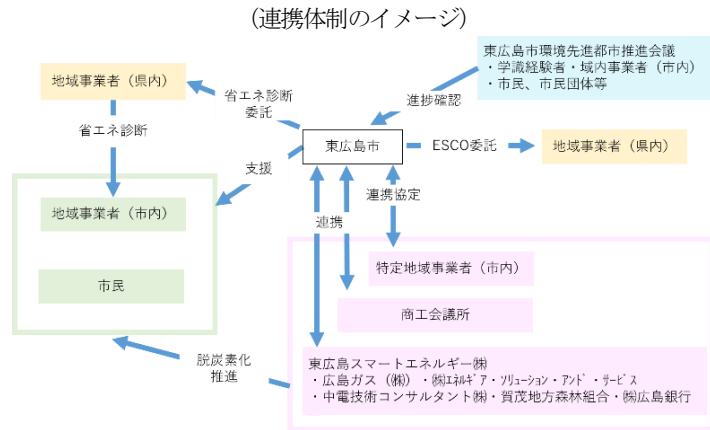 （連携体制のイメージ）
東広島市環境先進都市推進会議
・学識経験者・域内事業者（市内）
・市民、市民団体等
地域事業者（県内）
省エネ診断
委託
進捗確認
省エネ診断
東広島市
ESCO委託
地域事業者（県内）
支援
連携協定
地域事業者（市内）
連携
特定地域事業者（市内）
市民
商工会議所
脱炭素化
推進
東広島スマートエネルギー㈱
・広島ガス（㈱）・㈱ｴﾈﾙｷﾞｱ・ｿﾘｭｰｼｮﾝ・ｱﾝﾄﾞ・ｻｰﾋﾞｽ
・中電技術コンサルタント㈱・賀茂地方森林組合・㈱広島銀行